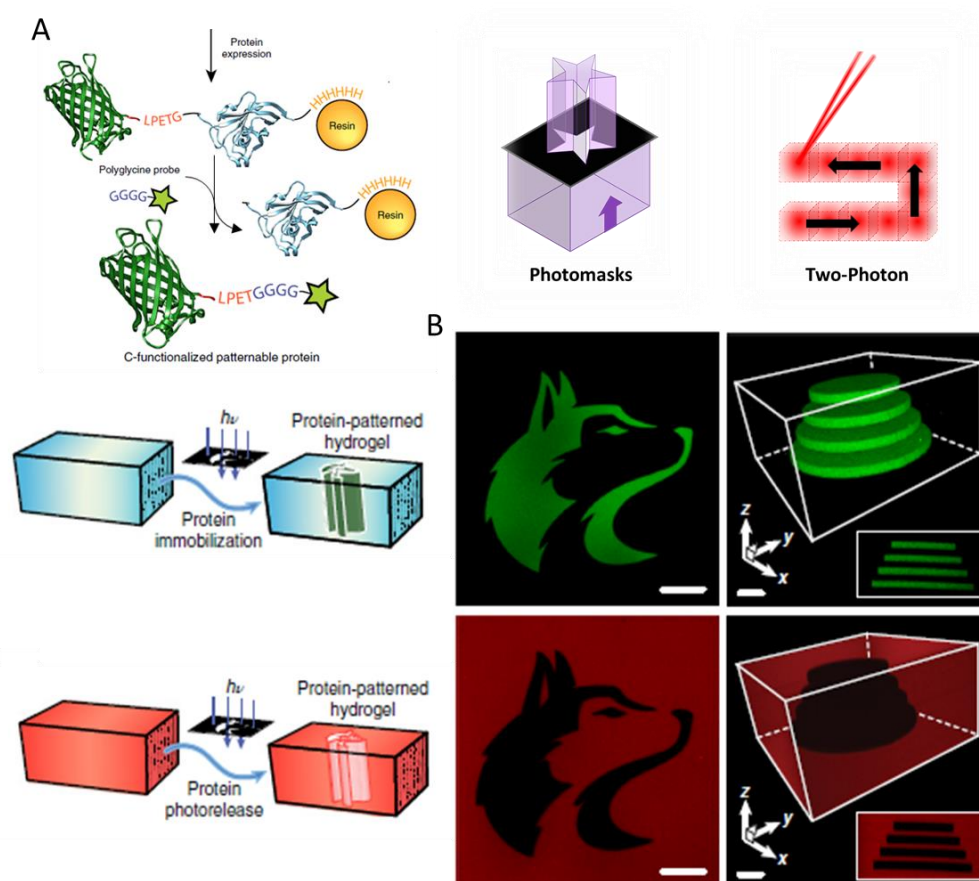 A
Protein
expression
LPETG
HHHHHH
Resin
Polyglycine probe
GGGG
HHHHHH
Resin
LPETGGGG
C-functionalized patternable protein
Photomasks
Two-Photon
B
hν
Protein-patterned
hydrogel
Protein
immobilization
z
y
x
hν
Protein-patterned
hydrogel
Protein
photorelease
z
y
x